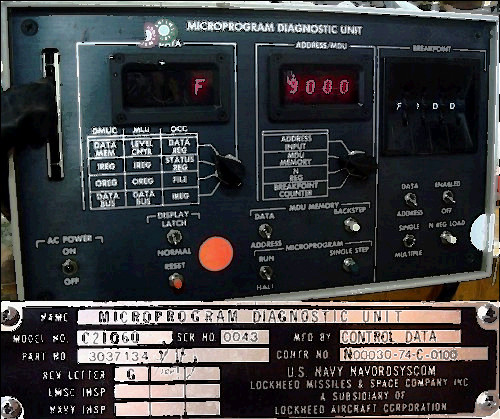 MICROPROGRAM DIAGNOSTIC UNIT
DATA
ADDRESS/MDU
BREAKPOINT
F
9000
F 1 D D
DMUC MLU OCC
DATA MEM
LEVEL CNTR
DATA REG
IREG IREG STATUS REG
OREG OREG FILE
DATA BUS
DATA BUS
IREG
ADDRESS
INPUT
MDU
MEMORY
N
REG
BREAKPOINT
COUNTER
DISPLAY
LATCH
NORMAL
RESET
AC POWER
ON
OFF
MDU MEMORY
DATA
BACKSTEP
ADDRESS
MICROPROGRAM
RUN
SINGLE STEP
HALT
DATA
ENABLED
ADDRESS
OFF
SINGLE
N REG LOAD
MULTIPLE
NAME MICROPROGRAM DIAGNOSTIC UNIT
MODEL NO. C21060 SER NO. 0043 MFD BY CONTROL DATA
PART NO 3037134 CONTR NO N00030-74-C-0100
REV LETTER G
U.S. NAVY NAVORDSYSCOM
LMSC INSP
LOCKHEED MISSILES & SPACE COMPANY INC
A SUBSIDIARY OF
NAVY INSP
LOCKHEED AIRCRAFT CORPORATION